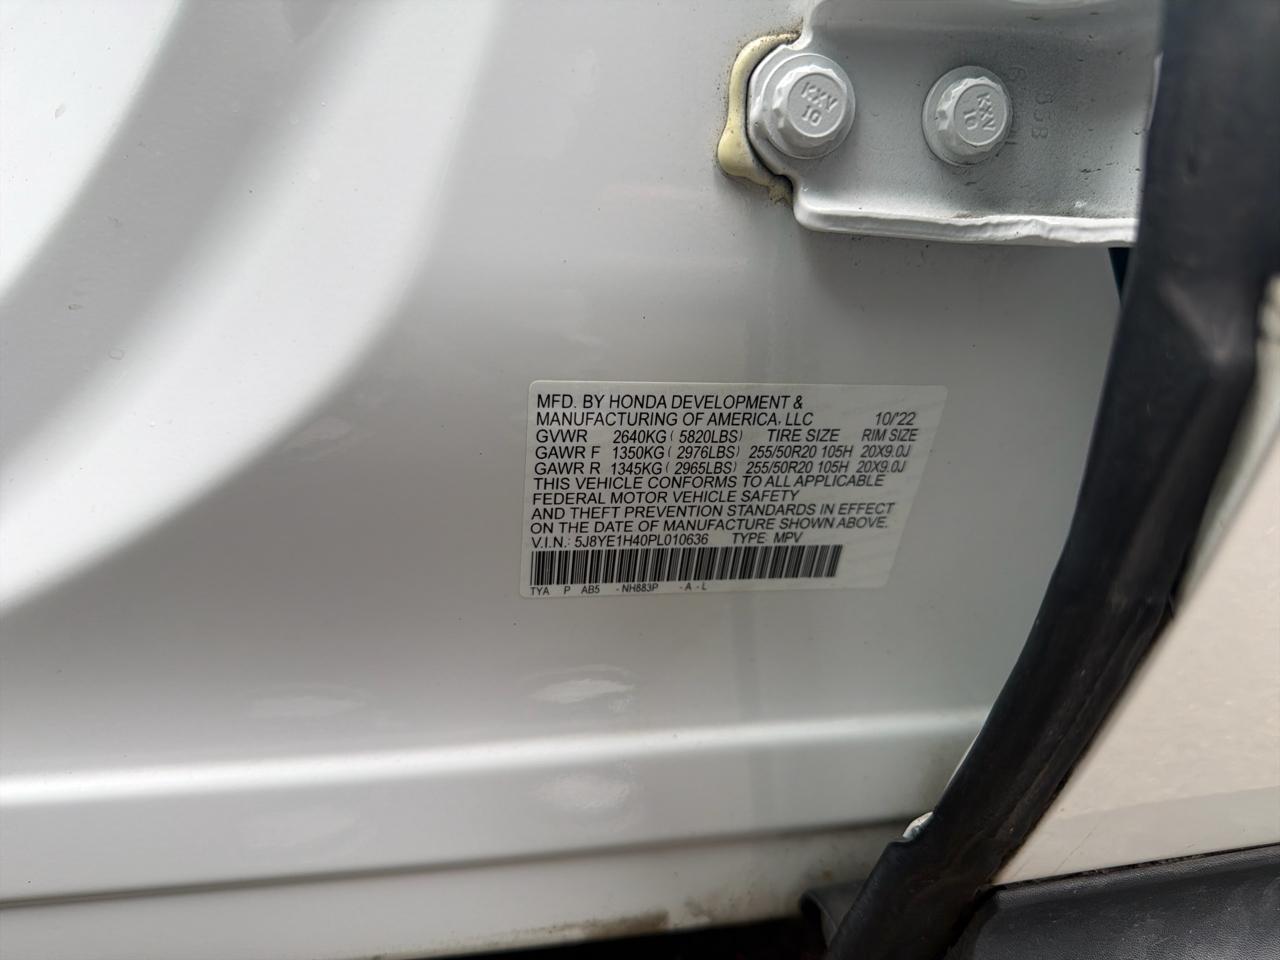 KXV
10
KXV
10
MFD. BY HONDA DEVELOPMENT &
MANUFACTURING OF AMERICA, LLC 10/'22
GVWR 2640KG ( 5820LBS) TIRE SIZE RIM SIZE
GAWR F 1350KG ( 2976LBS) 255/50R20 105H 20X9.0J
GAWR R 1345KG ( 2965LBS) 255/50R20 105H 20X9.0J
THIS VEHICLE CONFORMS TO ALL APPLICABLE
FEDERAL MOTOR VEHICLE SAFETY
AND THEFT PREVENTION STANDARDS IN EFFECT
ON THE DATE OF MANUFACTURE SHOWN ABOVE.
V.I.N.: 5J8YE1H40PL010636 TYPE: MPV
TYA P AB5 -NH883P -A-L